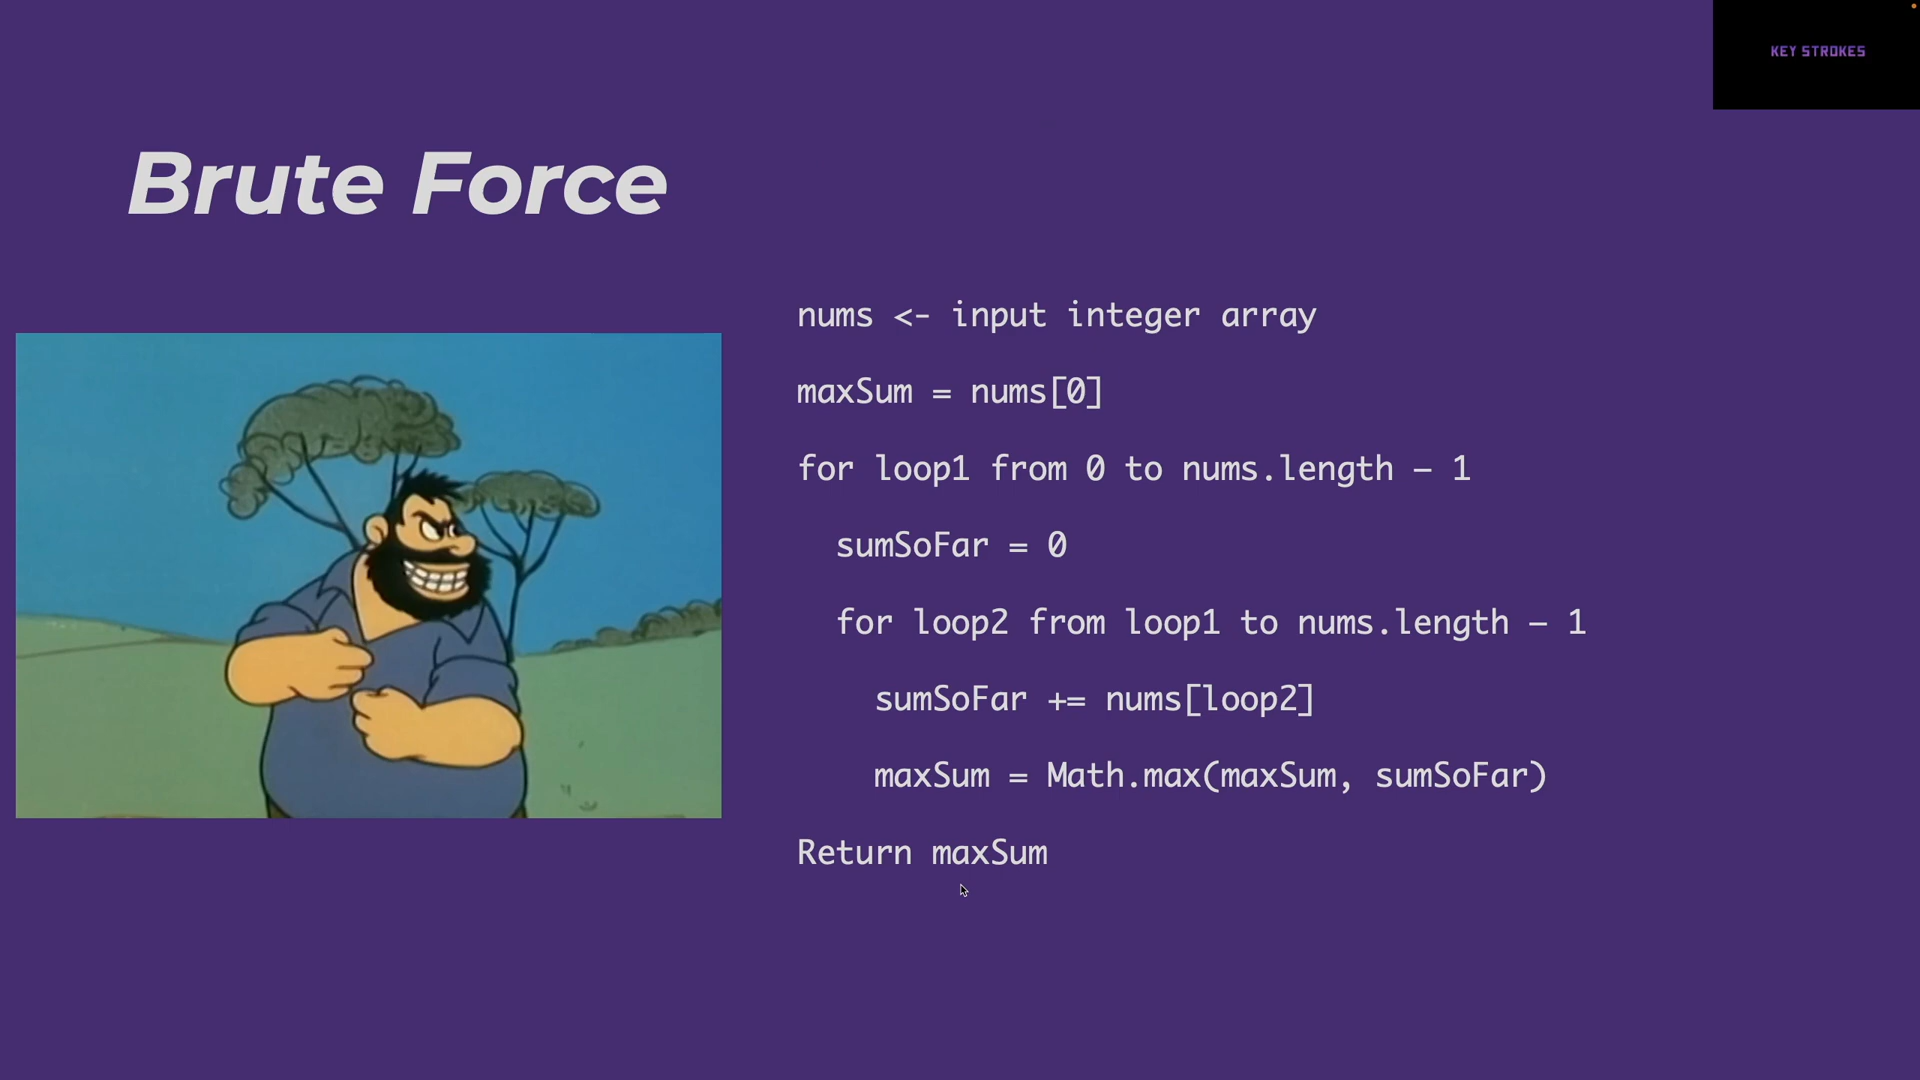 KEY STROKES
Brute Force
nums <- input integer array
maxSum = nums[0]
for loop1 from 0 to nums.length – 1
sumSoFar = 0
for loop2 from loop1 to nums.length – 1
sumSoFar += nums[loop2]
maxSum = Math.max(maxSum, sumSoFar)
Return maxSum